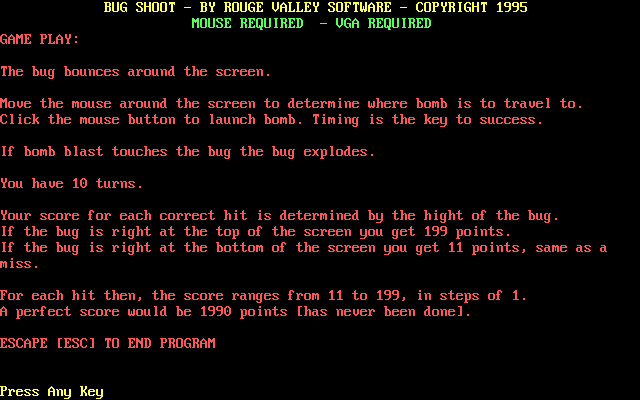 BUG SHOOT - BY ROUGE VALLEY SOFTWARE - COPYRIGHT 1995
MOUSE REQUIRED  - VGA REQUIRED
GAME PLAY:
The bug bounces around the screen.
Move the mouse around the screen to determine where bomb is to travel to.
Click the mouse button to launch bomb. Timing is the key to success.
If bomb blast touches the bug the bug explodes.
You have 10 turns.
Your score for each correct hit is determined by the hight of the bug.
If the bug is right at the top of the screen you get 199 points.
If the bug is right at the bottom of the screen you get 11 points, same as a
miss.
For each hit then, the score ranges from 11 to 199, in steps of 1.
A perfect score would be 1990 points [has never been done].
ESCAPE [ESC] TO END PROGRAM
Press Any Key